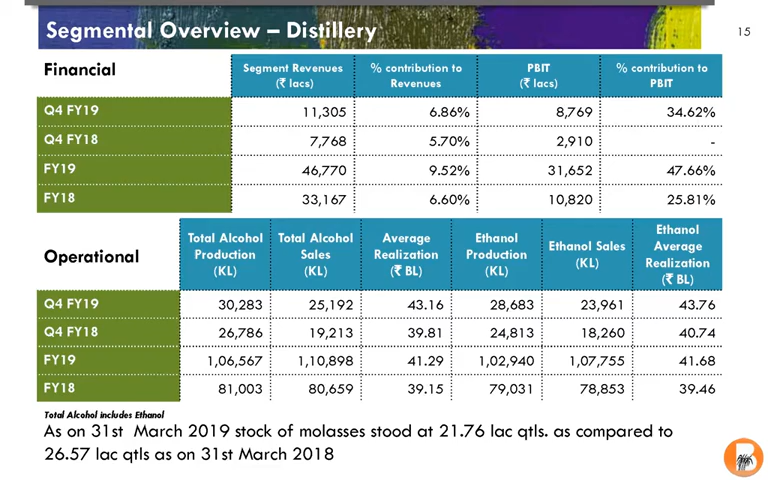 Segmental Overview – Distillery
15
Financial
Segment Revenues (₹ lacs) % contribution to Revenues PBIT (₹ lacs) % contribution to PBIT
Q4 FY19 11,305 6.86% 8,769 34.62%
Q4 FY18 7,768 5.70% 2,910 -
FY19 46,770 9.52% 31,652 47.66%
FY18 33,167 6.60% 10,820 25.81%
Operational
Total Alcohol Production (KL) Total Alcohol Sales (KL) Average Realization (₹ BL) Ethanol Production (KL) Ethanol Sales (KL) Ethanol Average Realization (₹ BL)
Q4 FY19 30,283 25,192 43.16 28,683 23,961 43.76
Q4 FY18 26,786 19,213 39.81 24,813 18,260 40.74
FY19 1,06,567 1,10,898 41.29 1,02,940 1,07,755 41.68
FY18 81,003 80,659 39.15 79,031 78,853 39.46
Total Alcohol includes Ethanol
As on 31st March 2019 stock of molasses stood at 21.76 lac qtls. as compared to
26.57 lac qtls as on 31st March 2018